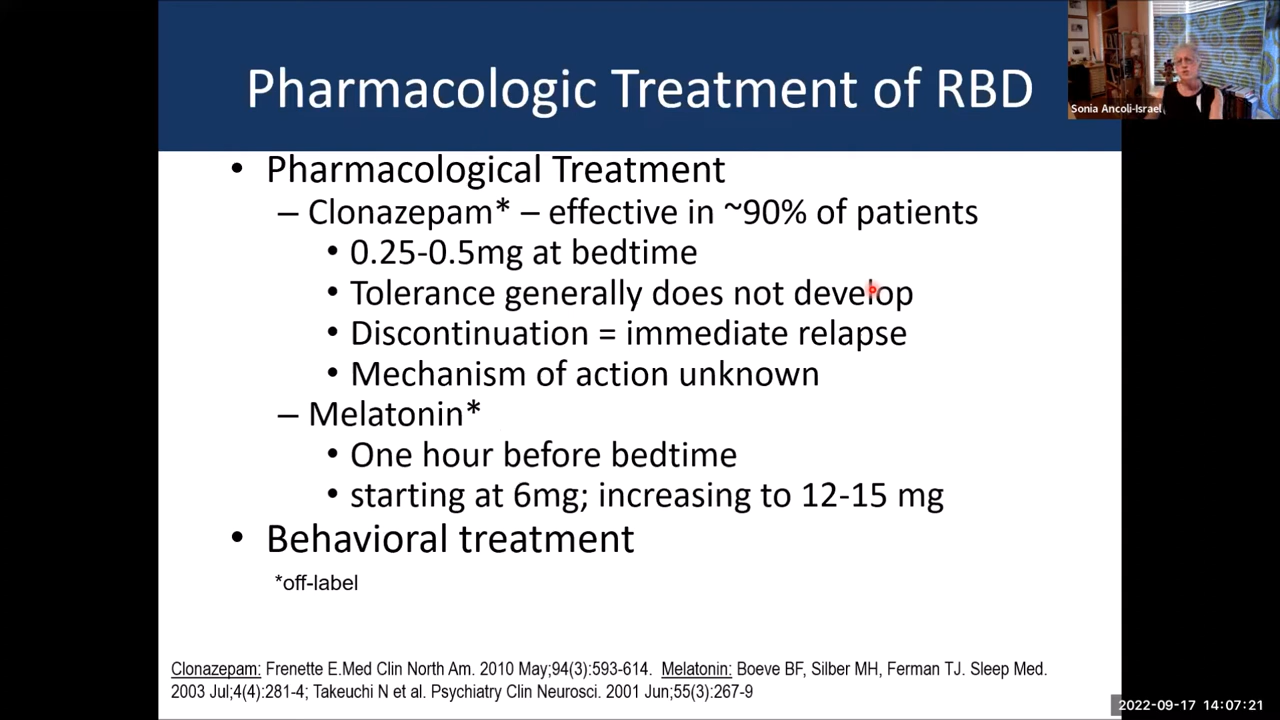 Pharmacologic Treatment of RBD
Sonia Ancoli-Israel
• Pharmacological Treatment
– Clonazepam* – effective in ~90% of patients
• 0.25-0.5mg at bedtime
• Tolerance generally does not develop
• Discontinuation = immediate relapse
• Mechanism of action unknown
– Melatonin*
• One hour before bedtime
• starting at 6mg; increasing to 12-15 mg
• Behavioral treatment
*off-label
Clonazepam: Frenette E.Med Clin North Am. 2010 May;94(3):593-614. Melatonin: Boeve BF, Silber MH, Ferman TJ. Sleep Med.
2003 Jul;4(4):281-4; Takeuchi N et al. Psychiatry Clin Neurosci. 2001 Jun;55(3):267-9
2022-09-17 14:07:21